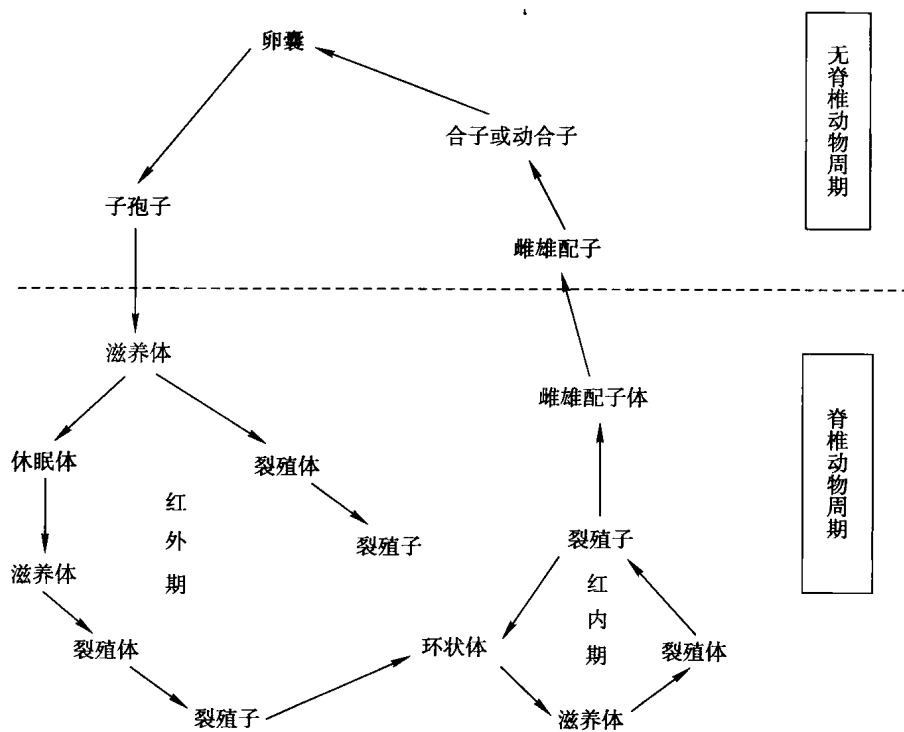 卵囊
无脊椎动物周期
合子或动合子
子孢子
雌雄配子
滋养体
雌雄配子体
脊椎动物周期
休眠体
裂殖体
红外期
裂殖子
裂殖子
滋养体
红内期
裂殖体
环状体
裂殖体
裂殖子
滋养体